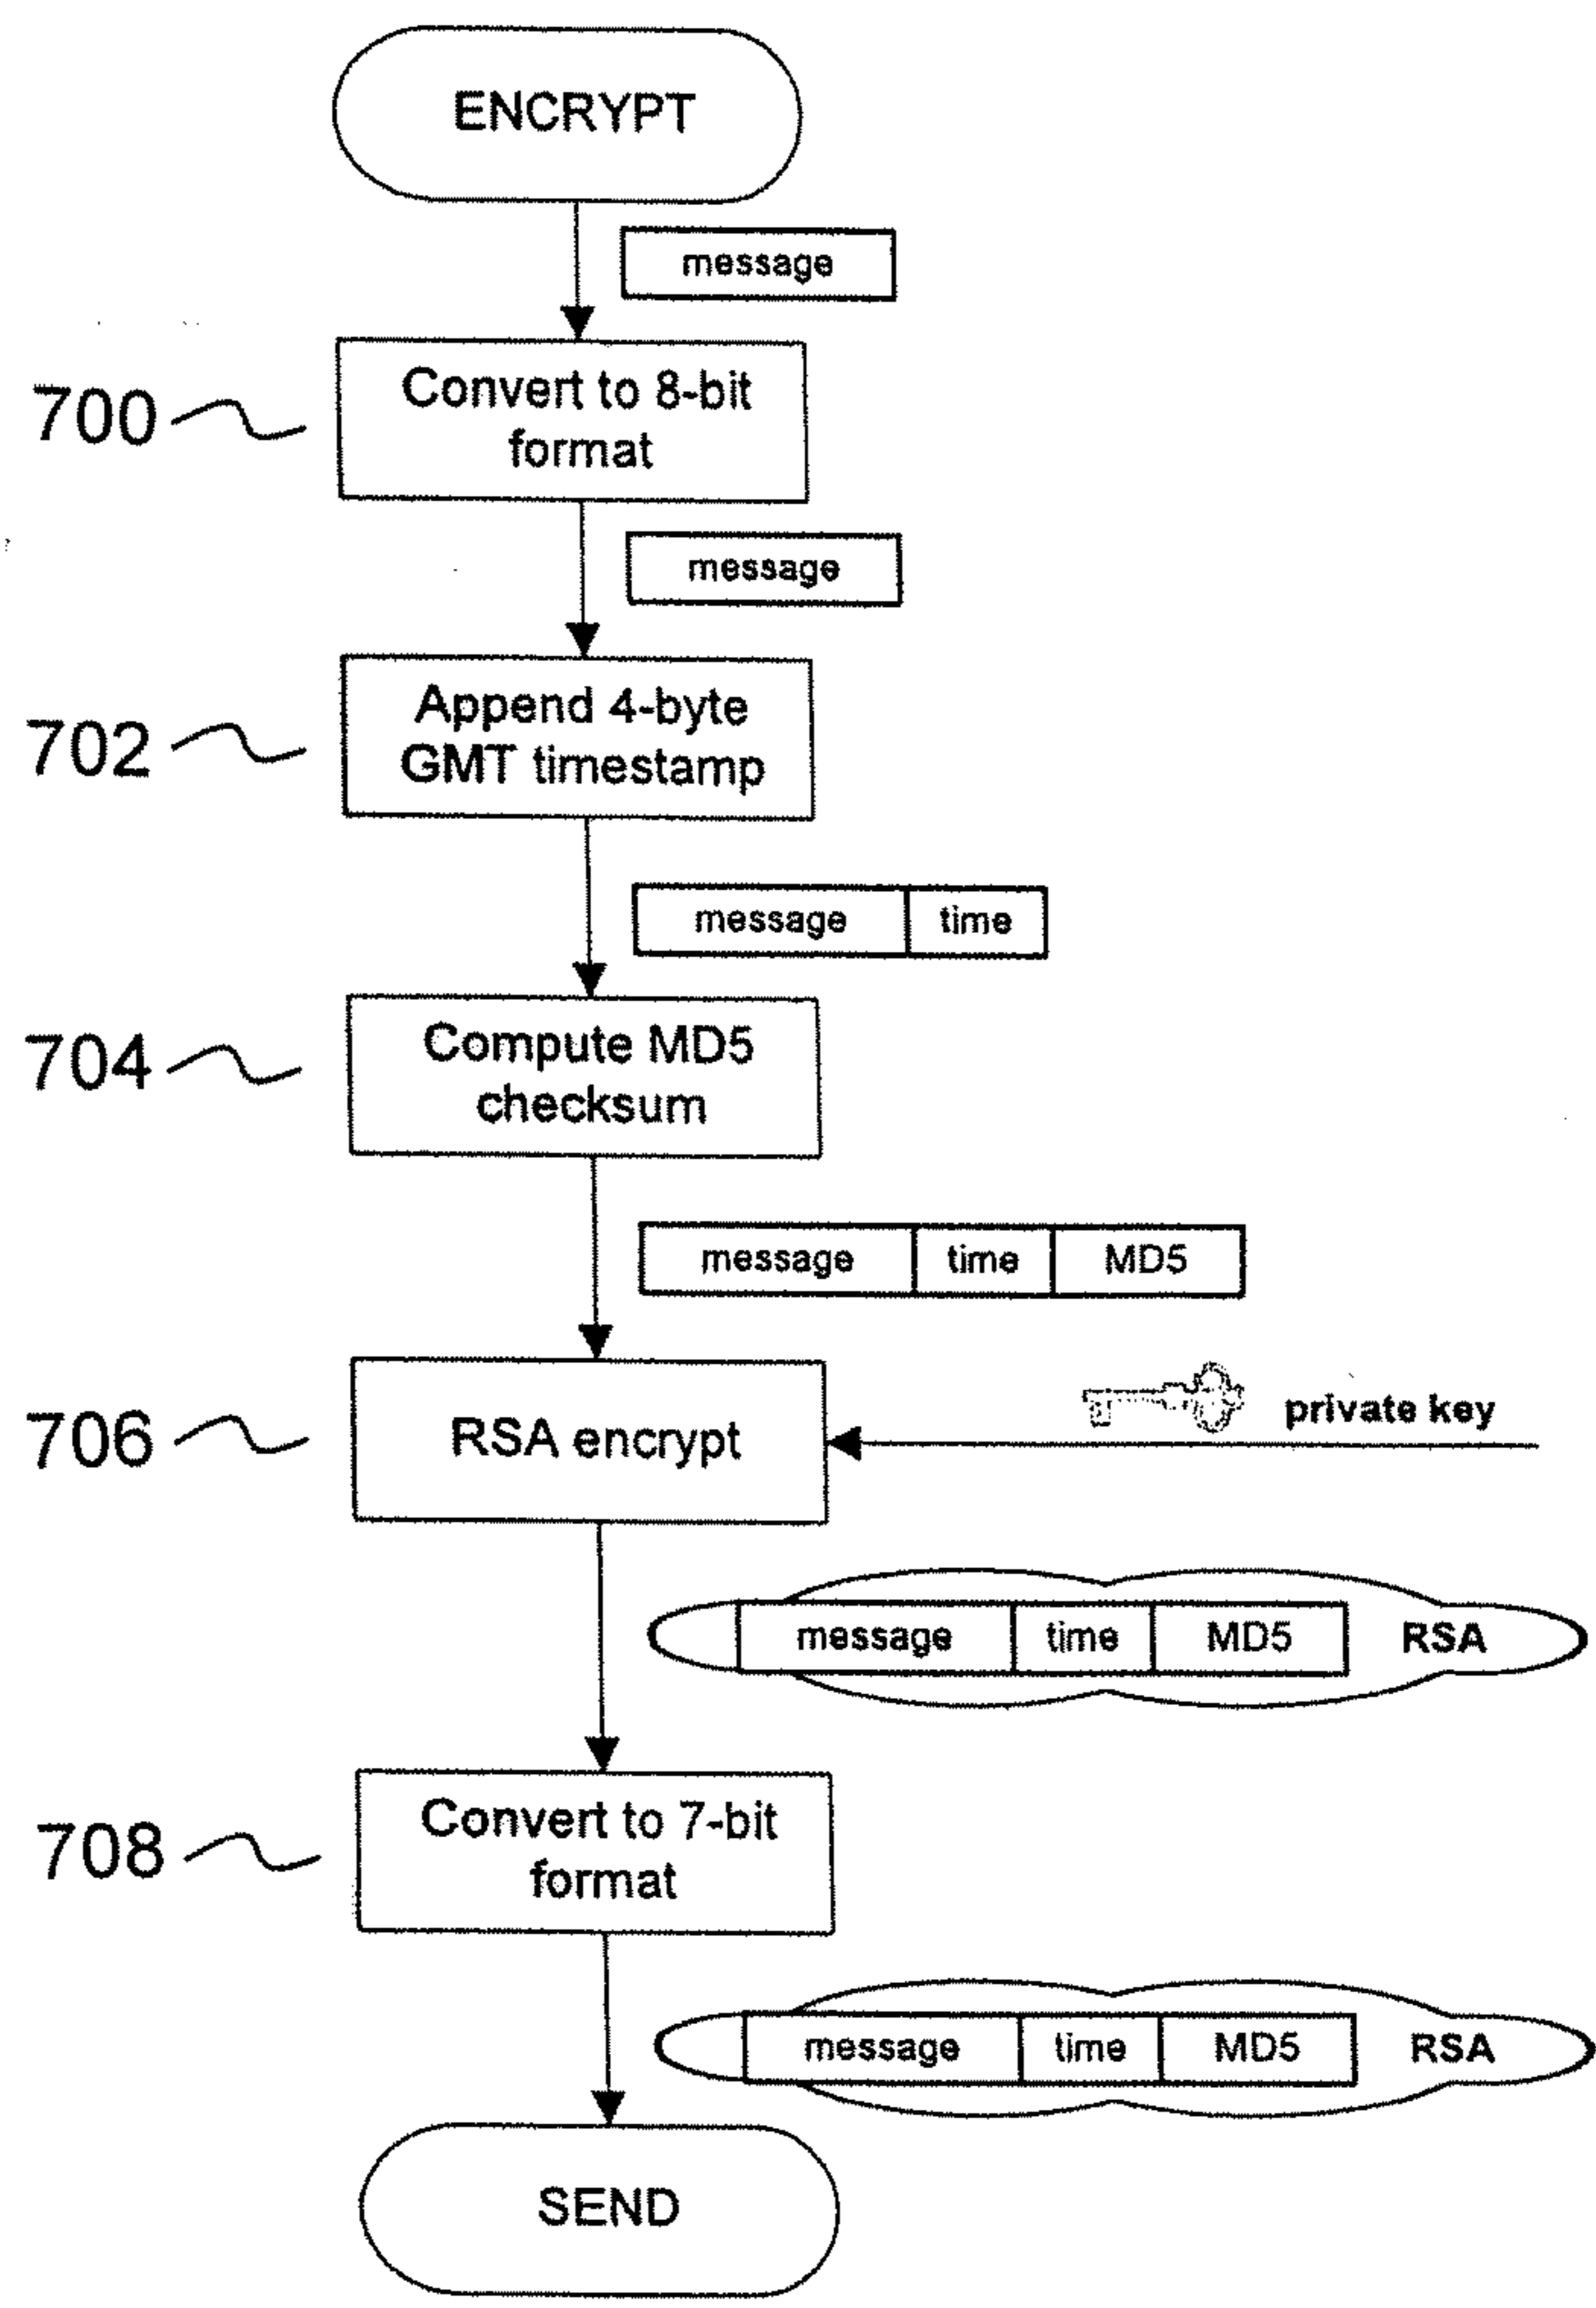 ENCRYPT
message
700
Convert to 8-bit
format
message
702
Append 4-byte
GMT timestamp
message time
704
Compute MD5
checksum
message time MD5
706
RSA encrypt
private key
message time MD5 RSA
708
Convert to 7-bit
format
message time MD5 RSA
SEND